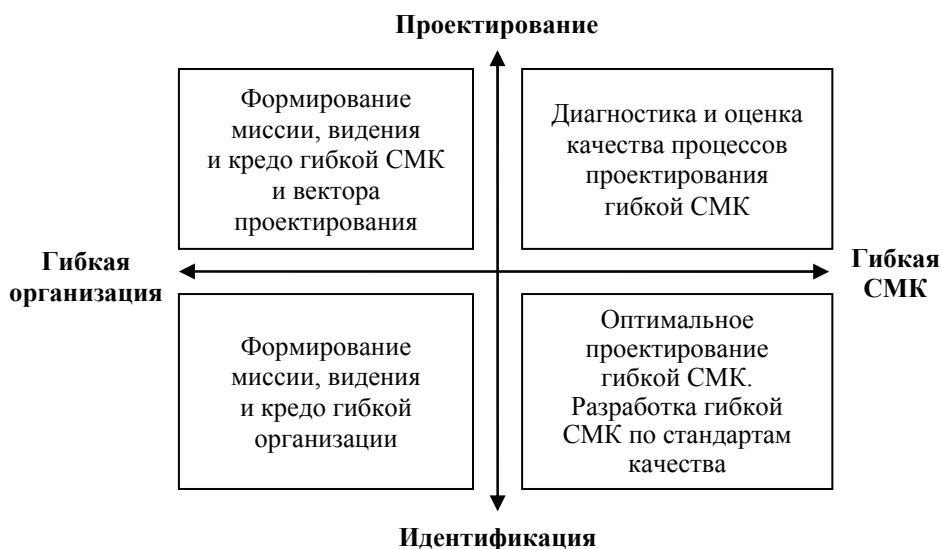 Проектирование
Формирование
миссии, видения
и кредо гибкой СМК
и вектора
проектирования
Диагностика и оценка
качества процессов
проектирования
гибкой СМК
Гибкая
организация
Гибкая
СМК
Формирование
миссии, видения
и кредо гибкой
организации
Оптимальное
проектирование
гибкой СМК.
Разработка гибкой
СМК по стандартам
качества
Идентификация